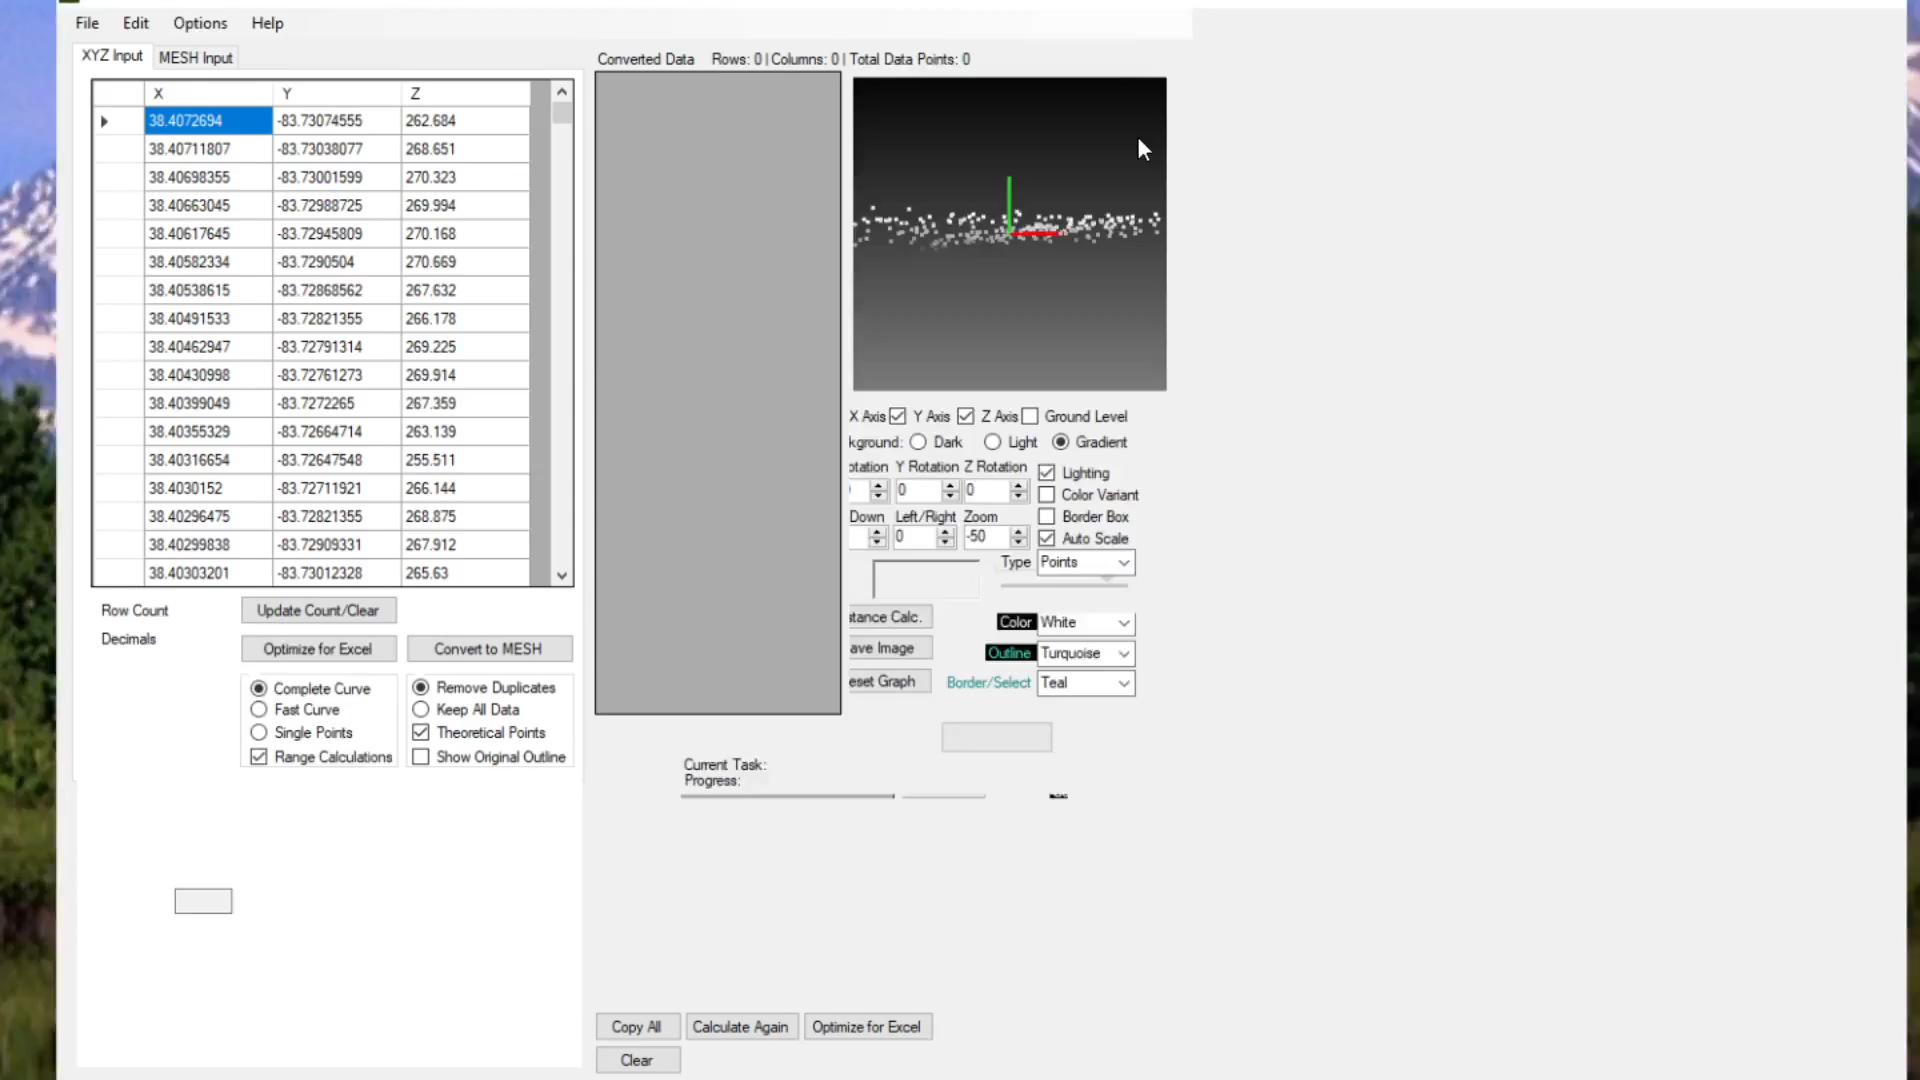 File Edit Options Help
XYZ Input MESH Input
Converted Data Rows: 0 | Columns: 0 | Total Data Points: 0
X Y Z
38.4072694 -83.73074555 262.684
38.40711807 -83.73038077 268.651
38.40698355 -83.73001599 270.323
38.40663045 -83.72988725 269.994
38.40617645 -83.72945809 270.168
38.40582334 -83.7290504 270.669
38.40538615 -83.72868562 267.632
38.40491533 -83.72821355 266.178
38.40462947 -83.72791314 269.225
38.40430998 -83.72761273 269.914
38.40399049 -83.7272265 267.359
38.40355329 -83.72664714 263.139
38.40316654 -83.72647548 255.511
38.4030152 -83.72711921 266.144
38.40296475 -83.72821355 268.875
38.40299838 -83.72909331 267.912
38.40303201 -83.73012328 265.63
Row Count Update Count/Clear
Decimals
Optimize for Excel Convert to MESH
Complete Curve Remove Duplicates
Fast Curve Keep All Data
Single Points Theoretical Points
Range Calculations Show Original Outline
X Axis Y Axis Z Axis Ground Level
kground: Dark Light Gradient
otation Y Rotation Z Rotation Lighting
0 0 Color Variant
Down Left/Right Zoom Border Box
0 -50 Auto Scale
Type Points
stance Calc. Color White
ave Image Outline Turquoise
eset Graph Border/Select Teal
Current Task:
Progress:
Copy All Calculate Again Optimize for Excel
Clear